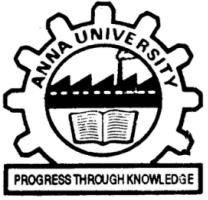 ANNA UNIVERSITY
PROGRESS THROUGH KNOWLEDGE